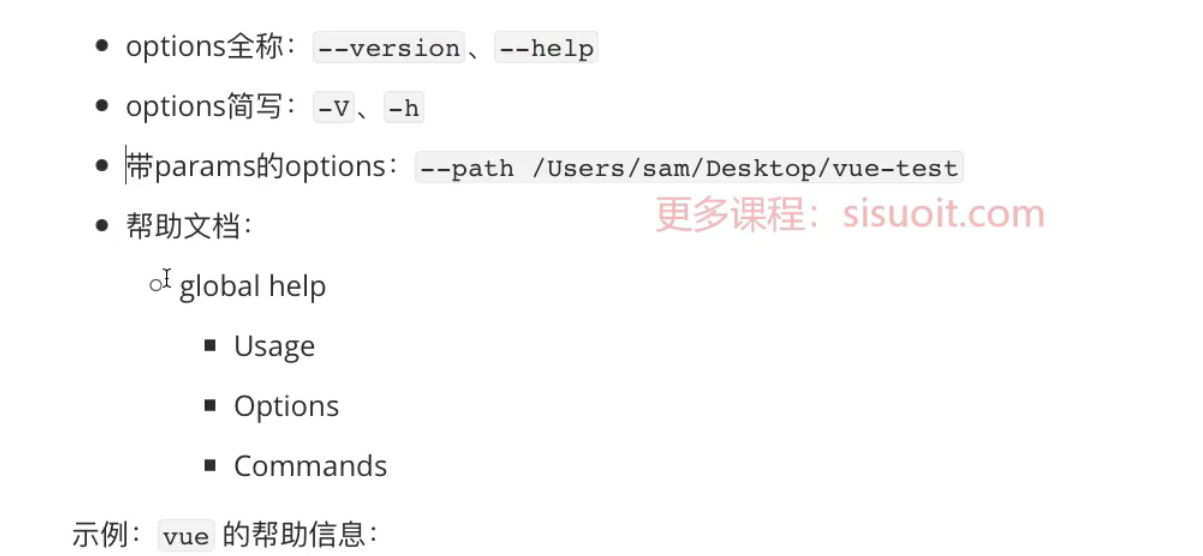 options全称：--version、--help
options简写：-V、-h
带params的options：--path /Users/sam/Desktop/vue-test
更多课程：sisuoit.com
帮助文档：
global help
Usage
Options
Commands
示例：vue 的帮助信息：